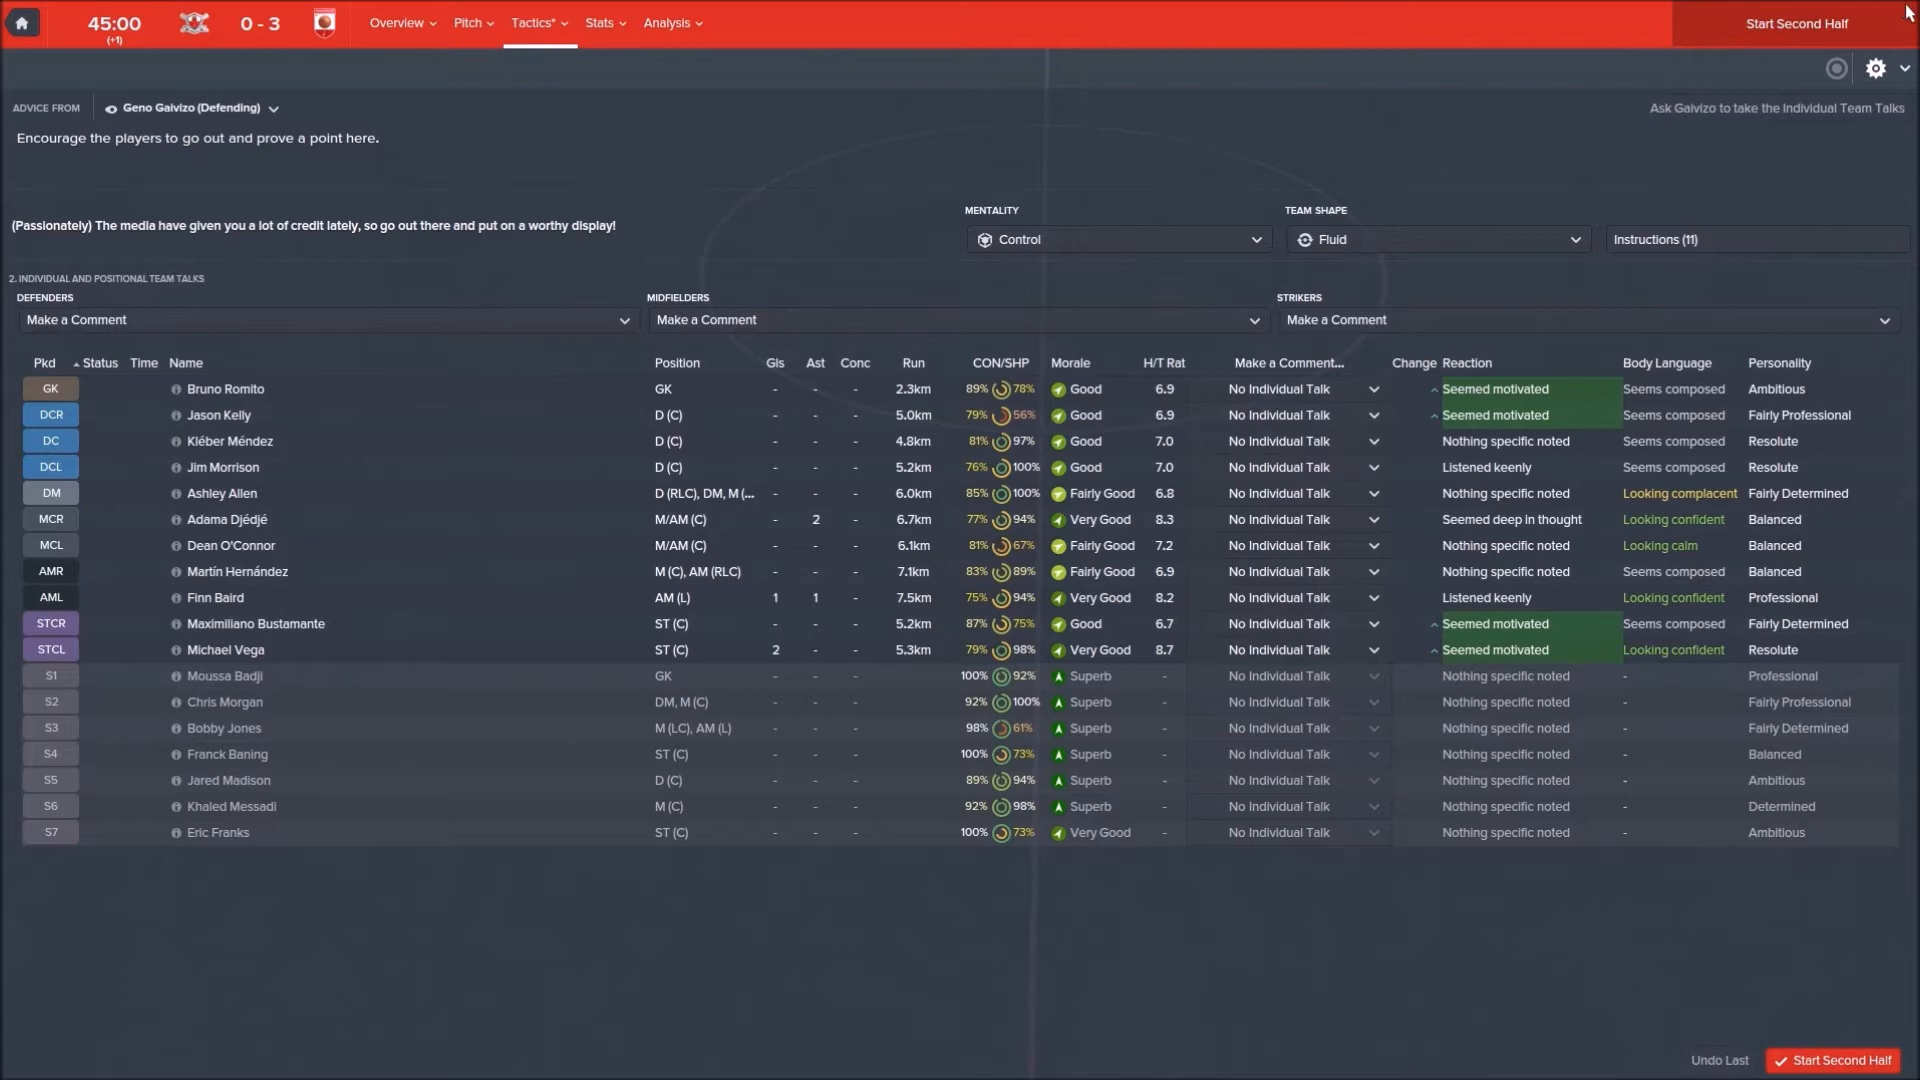 45:00 (+1) 0 - 3 Overview Pitch Tactics* Stats Analysis Start Second Half
ADVICE FROM Geno Gaivizo (Defending) Ask Gaivizo to take the Individual Team Talks
Encourage the players to go out and prove a point here.
MENTALITY TEAM SHAPE
(Passionately) The media have given you a lot of credit lately, so go out there and put on a worthy display! Control Fluid Instructions (11)
2. INDIVIDUAL AND POSITIONAL TEAM TALKS
DEFENDERS MIDFIELDERS STRIKERS
Make a Comment Make a Comment Make a Comment
Pkd Status Time Name Position Gls Ast Conc Run CON/SHP Morale H/T Rat Make a Comment... Change Reaction Body Language Personality
GK Bruno Romito GK - - - 2.3km 89% 78% Good 6.9 No Individual Talk Seemed motivated Seems composed Ambitious
DCR Jason Kelly D (C) - - - 5.0km 79% 56% Good 6.9 No Individual Talk Seemed motivated Seems composed Fairly Professional
DC Kléber Méndez D (C) - - - 4.8km 81% 97% Good 7.0 No Individual Talk Nothing specific noted Seems composed Resolute
DCL Jim Morrison D (C) - - - 5.2km 76% 100% Good 7.0 No Individual Talk Listened keenly Seems composed Resolute
DM Ashley Allen D (RLC), DM, M (... - - - 6.0km 85% 100% Fairly Good 6.8 No Individual Talk Nothing specific noted Looking complacent Fairly Determined
MCR Adama Djédjé M/AM (C) - 2 - 6.7km 77% 94% Very Good 8.3 No Individual Talk Seemed deep in thought Looking confident Balanced
MCL Dean O'Connor M/AM (C) - - - 6.1km 81% 67% Fairly Good 7.2 No Individual Talk Nothing specific noted Looking calm Balanced
AMR Martín Hernández M (C), AM (RLC) - - - 7.1km 83% 89% Fairly Good 6.9 No Individual Talk Nothing specific noted Seems composed Balanced
AML Finn Baird AM (L) 1 1 - 7.5km 75% 94% Very Good 8.2 No Individual Talk Listened keenly Looking confident Professional
STCR Maximiliano Bustamante ST (C) - - - 5.2km 87% 75% Good 6.7 No Individual Talk Seemed motivated Seems composed Fairly Determined
STCL Michael Vega ST (C) 2 - - 5.3km 79% 98% Very Good 8.7 No Individual Talk Seemed motivated Looking confident Resolute
S1 Moussa Badji GK - - - 100% 92% Superb - No Individual Talk Nothing specific noted - Professional
S2 Chris Morgan DM, M (C) - - - 92% 100% Superb - No Individual Talk Nothing specific noted - Fairly Professional
S3 Bobby Jones M (LC), AM (L) - - - 98% 61% Superb - No Individual Talk Nothing specific noted - Fairly Determined
S4 Franck Baning ST (C) - - - 100% 73% Superb - No Individual Talk Nothing specific noted - Balanced
S5 Jared Madison D (C) - - - 89% 94% Superb - No Individual Talk Nothing specific noted - Ambitious
S6 Khaled Messadi M (C) - - - 92% 98% Superb - No Individual Talk Nothing specific noted - Determined
S7 Eric Franks ST (C) - - - 100% 73% Very Good - No Individual Talk Nothing specific noted - Ambitious
Undo Last Start Second Half